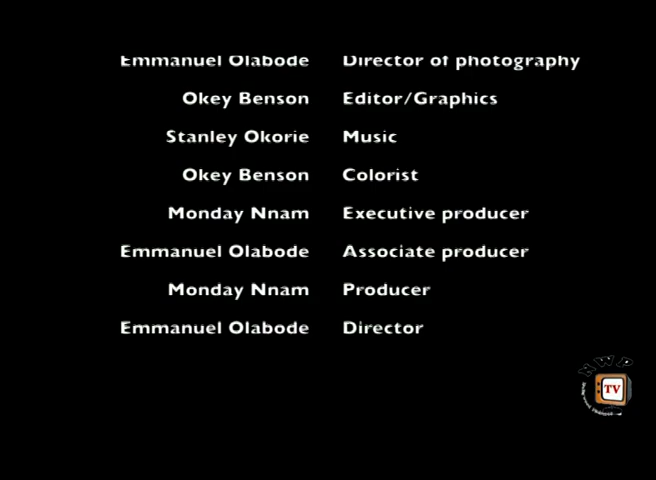 Emmanuel Olabode Director of photography
Okey Benson Editor/Graphics
Stanley Okorie Music
Okey Benson Colorist
Monday Nnam Executive producer
Emmanuel Olabode Associate producer
Monday Nnam Producer
Emmanuel Olabode Director
NWP
TV